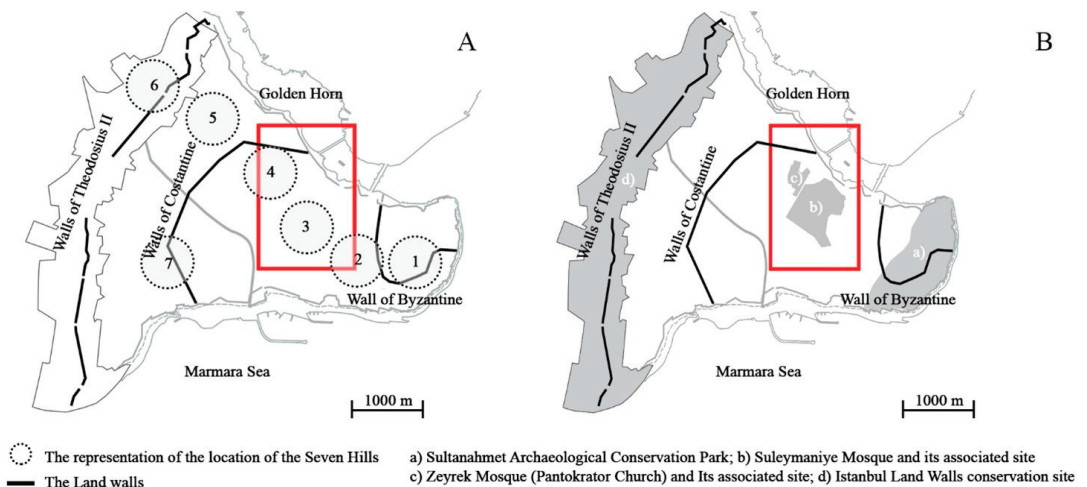 A
B
6
Golden Horn
Golden Horn
5
Walls of Theodosius II
Walls of Theodosius II
4
c)
d)
Walls of Costantine
Walls of Costantine
b)
3
7
2
1
a)
Wall of Byzantine
Wall of Byzantine
Marmara Sea
Marmara Sea
1000 m
1000 m
The representation of the location of the Seven Hills
The Land walls
a) Sultanahmet Archaeological Conservation Park; b) Suleymaniye Mosque and its associated site
c) Zeyrek Mosque (Pantokrator Church) and Its associated site; d) Istanbul Land Walls conservation site